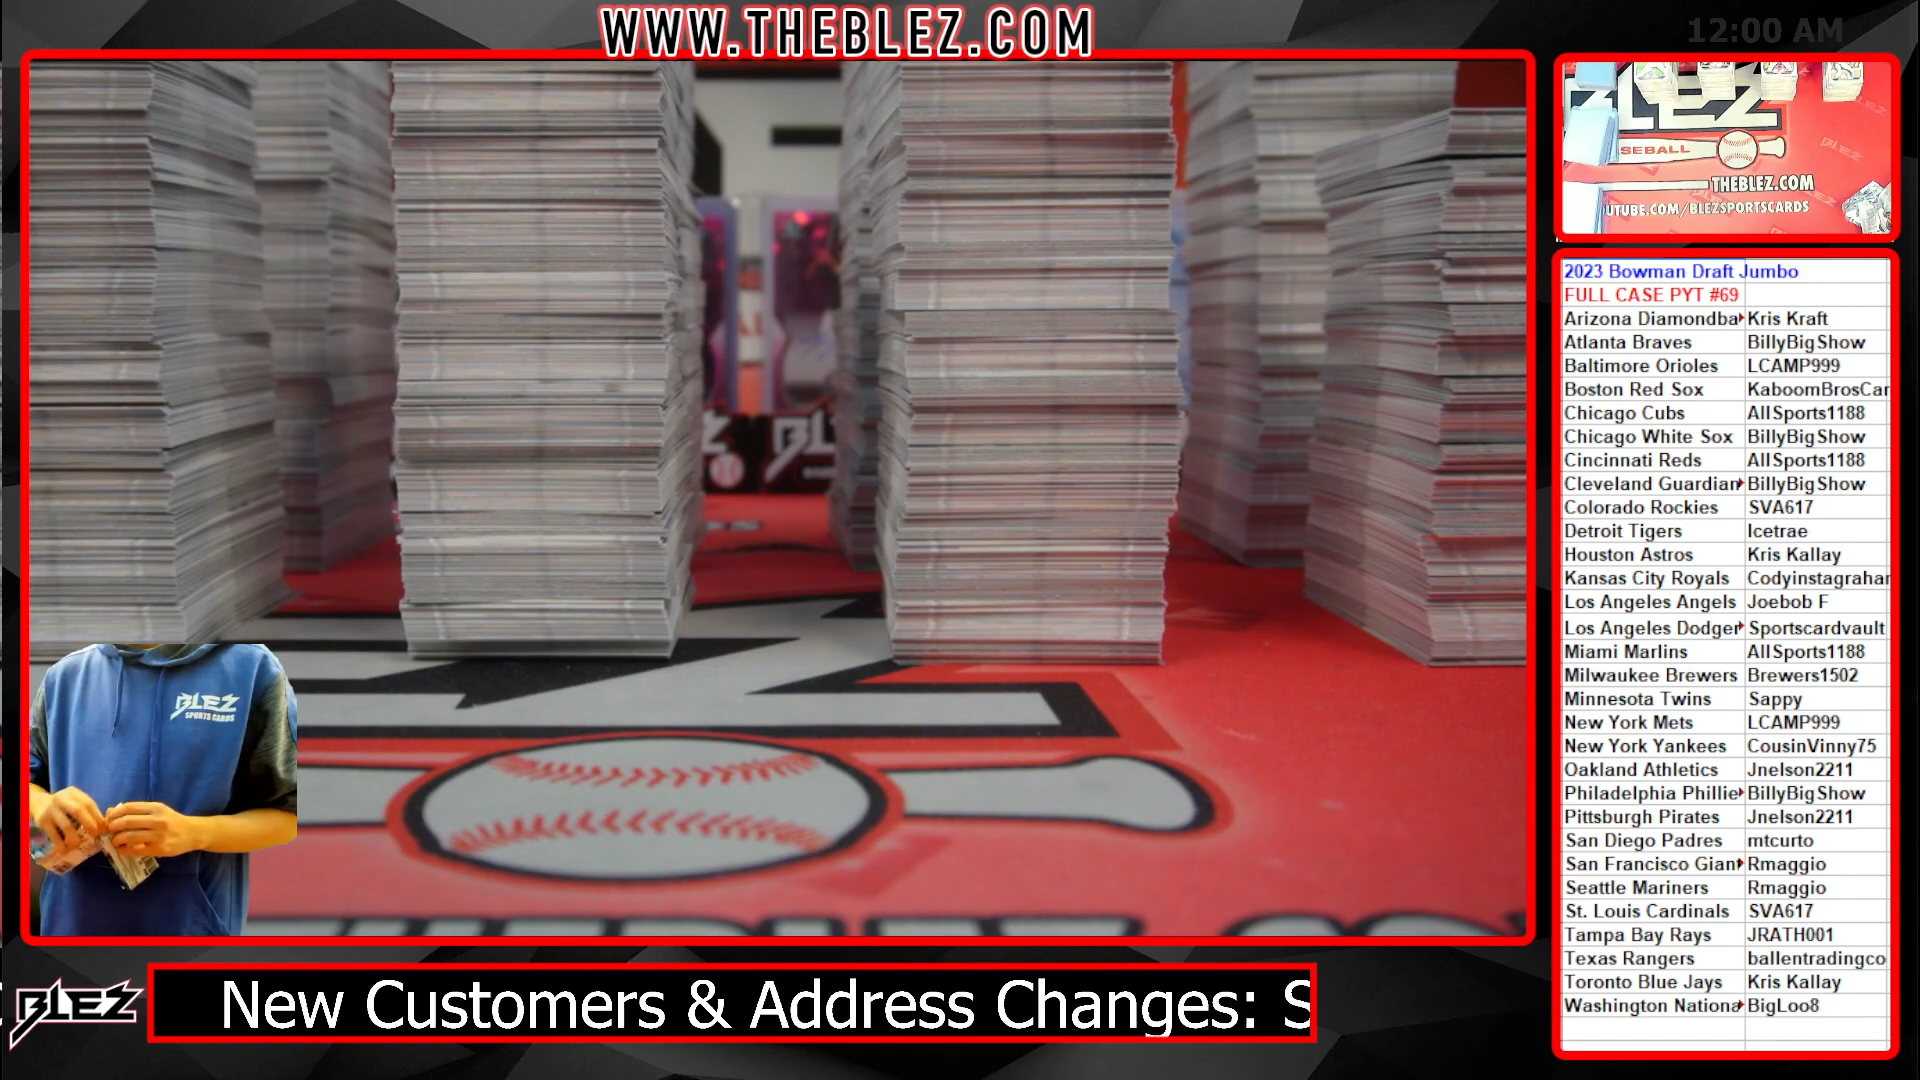 WWW.THEBLEZ.COM
12:00 AM
SEBALL
BLEZ
THEBLEZ.COM
UTUBE.COM/BLEZSPORTSCARDS
2023 Bowman Draft Jumbo
FULL CASE PYT #69
Arizona Diamondba Kris Kraft
Atlanta Braves BillyBigShow
Baltimore Orioles LCAMP999
Boston Red Sox KaboomBrosCar
Chicago Cubs AllSports1188
Chicago White Sox BillyBigShow
Cincinnati Reds AllSports1188
Cleveland Guardian BillyBigShow
Colorado Rockies SVA617
Detroit Tigers Icetrae
Houston Astros Kris Kallay
Kansas City Royals Codyinstagrahar
Los Angeles Angels Joebob F
Los Angeles Dodger Sportscardvault
Miami Marlins AllSports1188
Milwaukee Brewers Brewers1502
Minnesota Twins Sappy
New York Mets LCAMP999
New York Yankees CousinVinny75
Oakland Athletics Jnelson2211
Philadelphia Phillie BillyBigShow
Pittsburgh Pirates Jnelson2211
San Diego Padres mtcurto
San Francisco Giant Rmaggio
Seattle Mariners Rmaggio
St. Louis Cardinals SVA617
Tampa Bay Rays JRATH001
Texas Rangers ballentradingco
Toronto Blue Jays Kris Kallay
Washington Nationa BigLoo8
BLEZ
SPORTS CARDS
BLEZ
New Customers & Address Changes: S